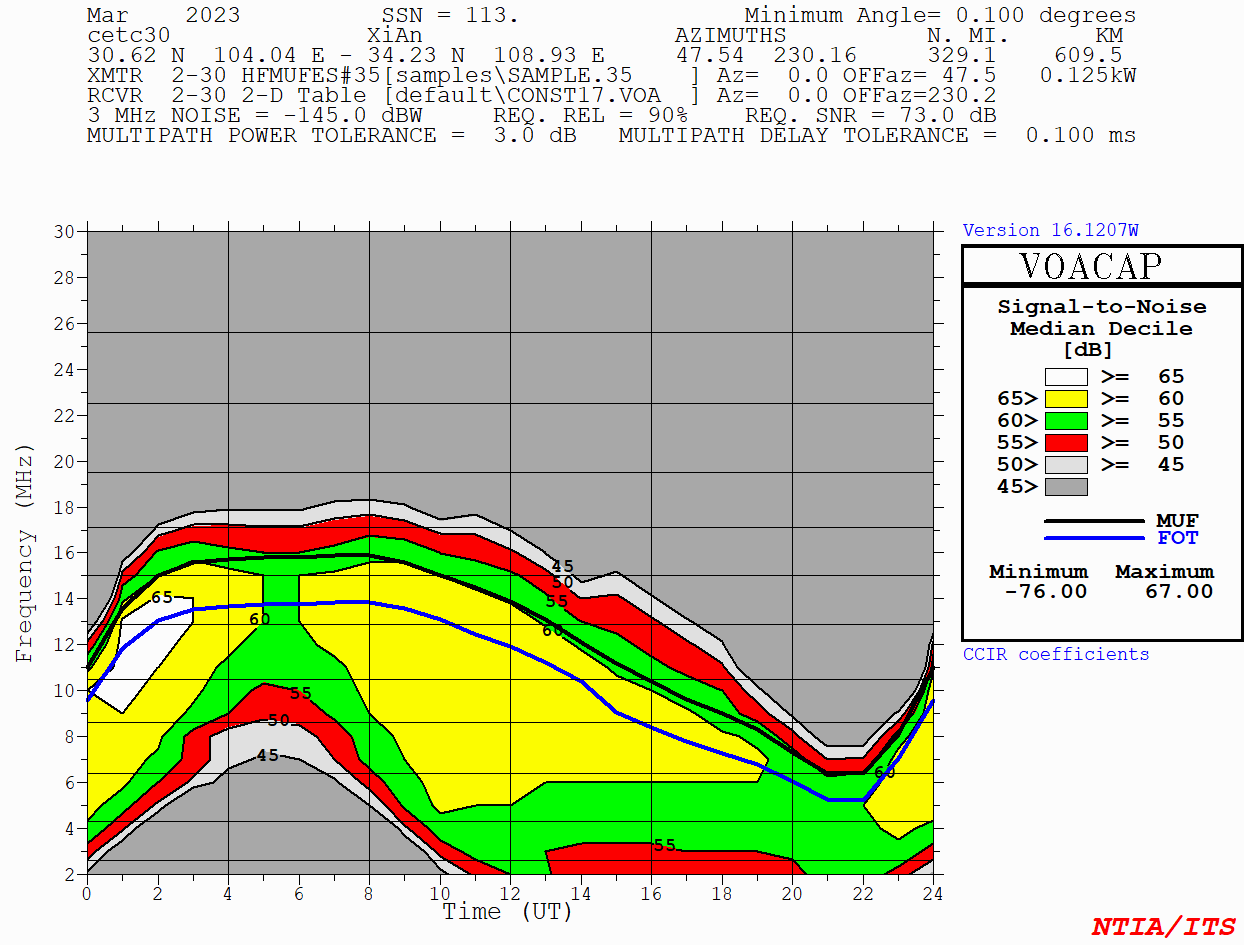 Mar 2023 SSN = 113. Minimum Angle= 0.100 degrees
cetc30 XiAn AZIMUTHS N. MI. KM
30.62 N 104.04 E - 34.23 N 108.93 E 47.54 230.16 329.1 609.5
XMTR 2-30 HFMUFES#35[samples\SAMPLE.35 ] Az= 0.0 OFFaz= 47.5 0.125kW
RCVR 2-30 2-D Table [default\CONST17.VOA ] Az= 0.0 OFFaz=230.2
3 MHz NOISE = -145.0 dBW REQ. REL = 90% REQ. SNR = 73.0 dB
MULTIPATH POWER TOLERANCE = 3.0 dB MULTIPATH DELAY TOLERANCE = 0.100 ms
Version 16.1207W
VOACAP
Signal-to-Noise
Median Decile
[dB]
>= 65
65> >= 60
60> >= 55
55> >= 50
50> >= 45
45>
MUF
FOT
Minimum Maximum
-76.00 67.00
CCIR coefficients
30
28
26
24
22
20
18
16
14
12
10
8
6
4
2
Frequency (MHz)
45
50
55
60
65
60
55
50
45
60
55
0 2 4 6 8 10 12 14 16 18 20 22 24
Time (UT)
NTIA/ITS